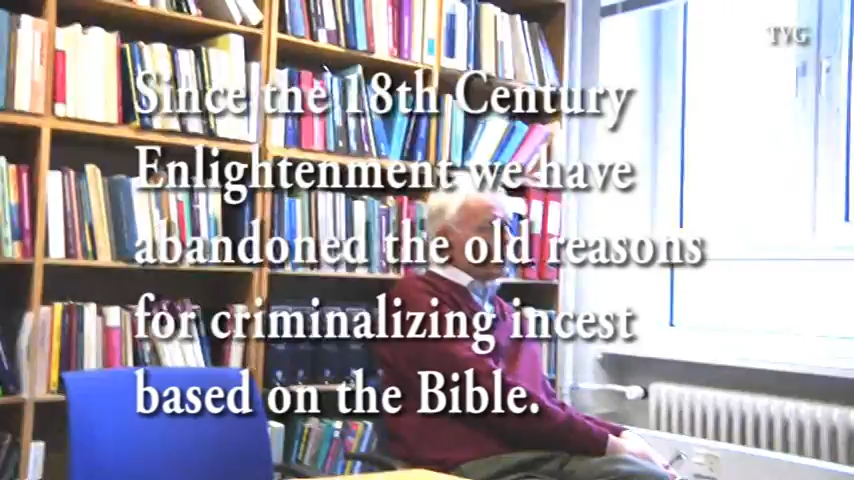 TVG
Since the 18th Century
Enlightenment we have
abandoned the old reasons
for criminalizing incest
based on the Bible.